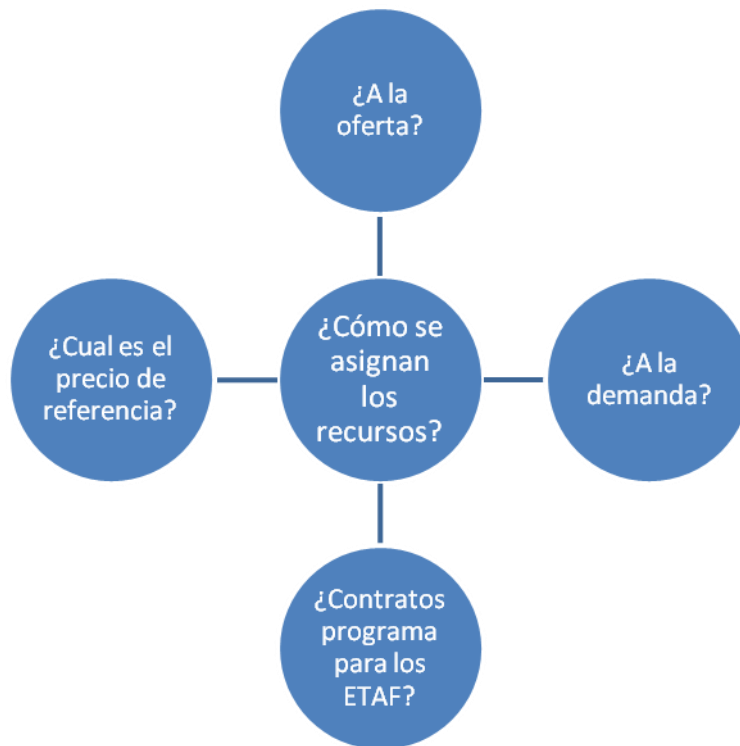 ¿A la
oferta?
¿Cual es el
precio de
referencia?
¿Cómo se
asignan
los
recursos?
¿A la
demanda?
¿Contratos
programa
para los
ETAF?